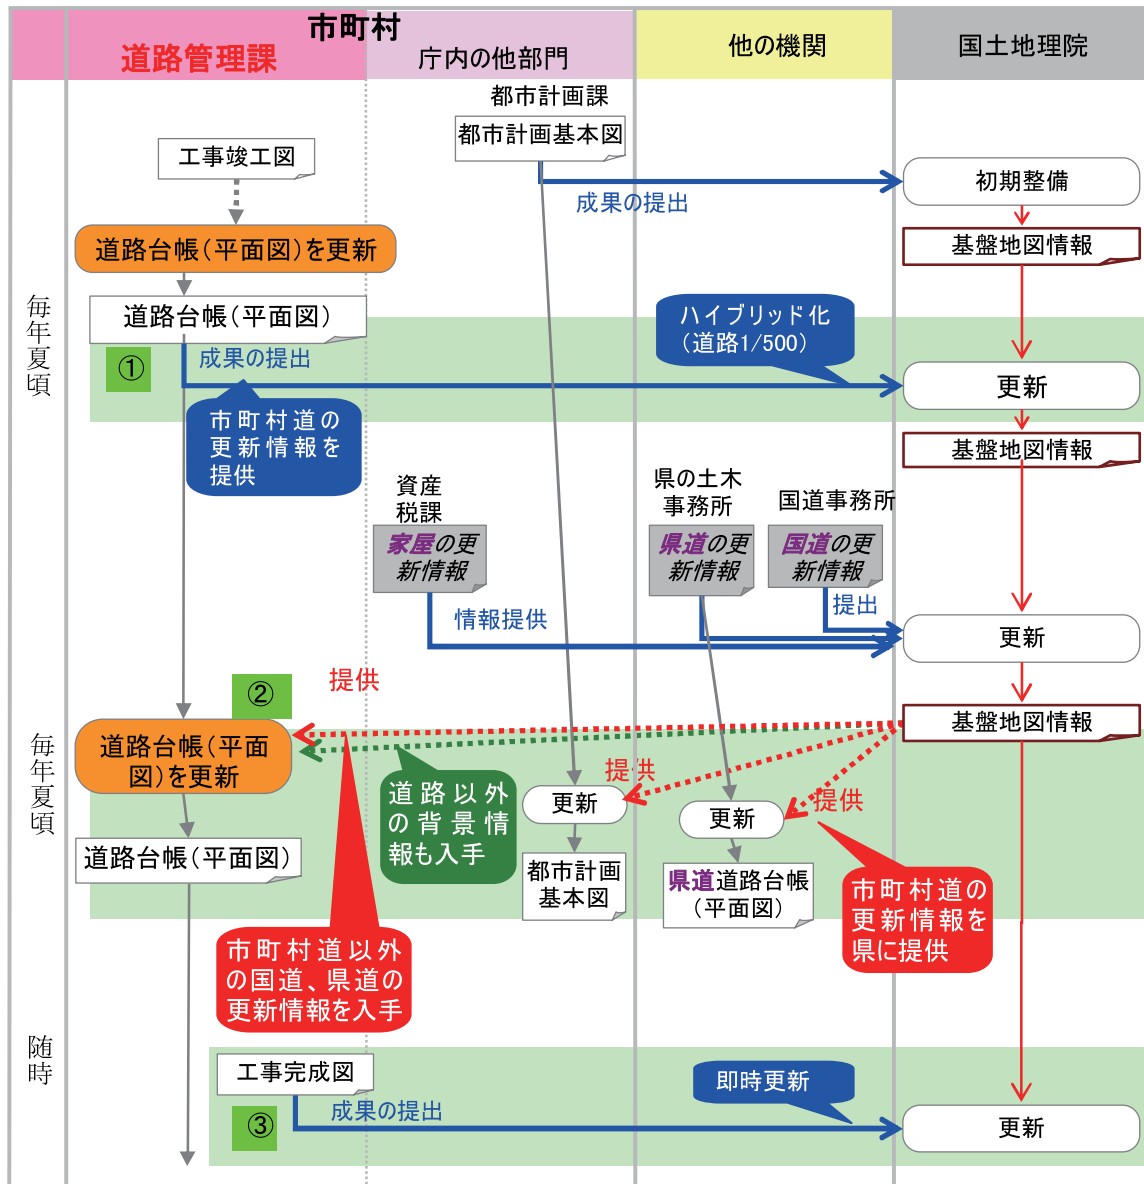 市町村
道路管理課
庁内の他部門
他の機関
国土地理院
都市計画課
都市計画基本図
工事竣工図
成果の提出
初期整備
道路台帳(平面図)を更新
基盤地図情報
毎年夏頃
道路台帳(平面図)
ハイブリッド化
(道路1/500)
①
成果の提出
更新
市町村道の
更新情報を
提供
基盤地図情報
資産
税課
県の土木
事務所
国道事務所
家屋の更
新情報
県道の更
新情報
国道の更
新情報
情報提供
提出
更新
②
提供
基盤地図情報
毎年夏頃
道路台帳(平面
図)を更新
提供
提供
道路以外
の背景情
報も入手
更新
更新
道路台帳(平面図)
都市計画
基本図
県道道路台帳
(平面図)
市町村道の
更新情報を
県に提供
市町村道以外
の国道、県道の
更新情報を入手
随時
工事完成図
成果の提出
③
即時更新
更新